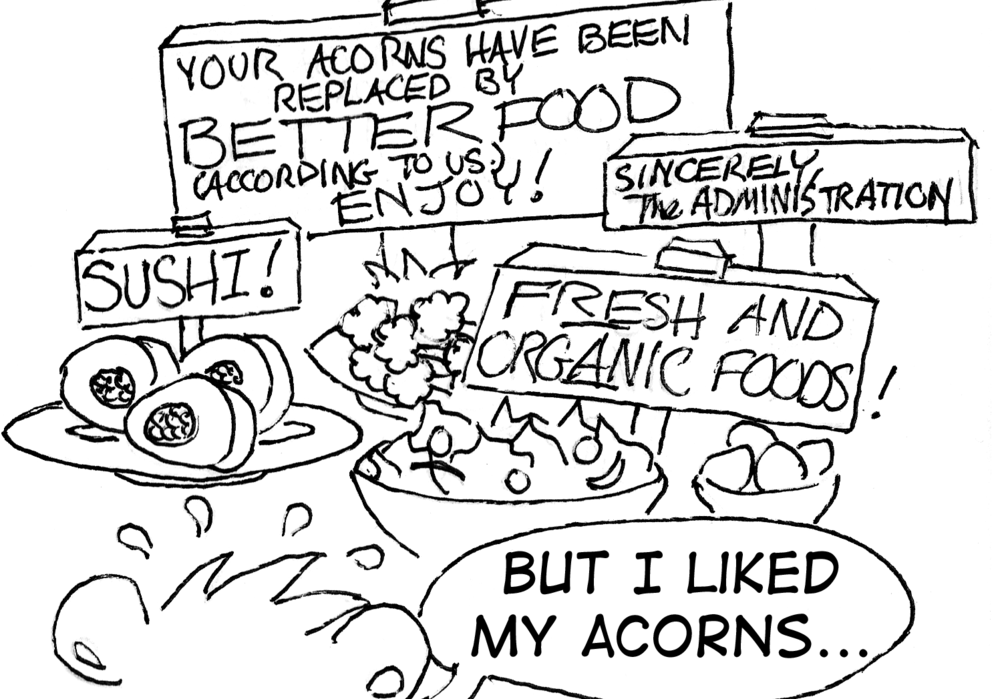 YOUR ACORNS HAVE BEEN
REPLACED BY
BETTER FOOD
(ACCORDING TO US:)
ENJOY!
SINCERELY,
The ADMINISTRATION
SUSHI!
FRESH AND
ORGANIC FOODS!
BUT I LIKED
MY ACORNS...